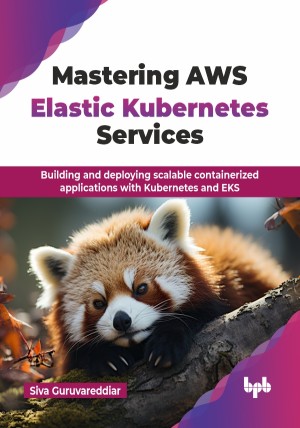 Mastering AWS
Elastic Kubernetes
Services
Building and deploying scalable containerized
applications with Kubernetes and EKS
Siva Guruvareddiar
bpb